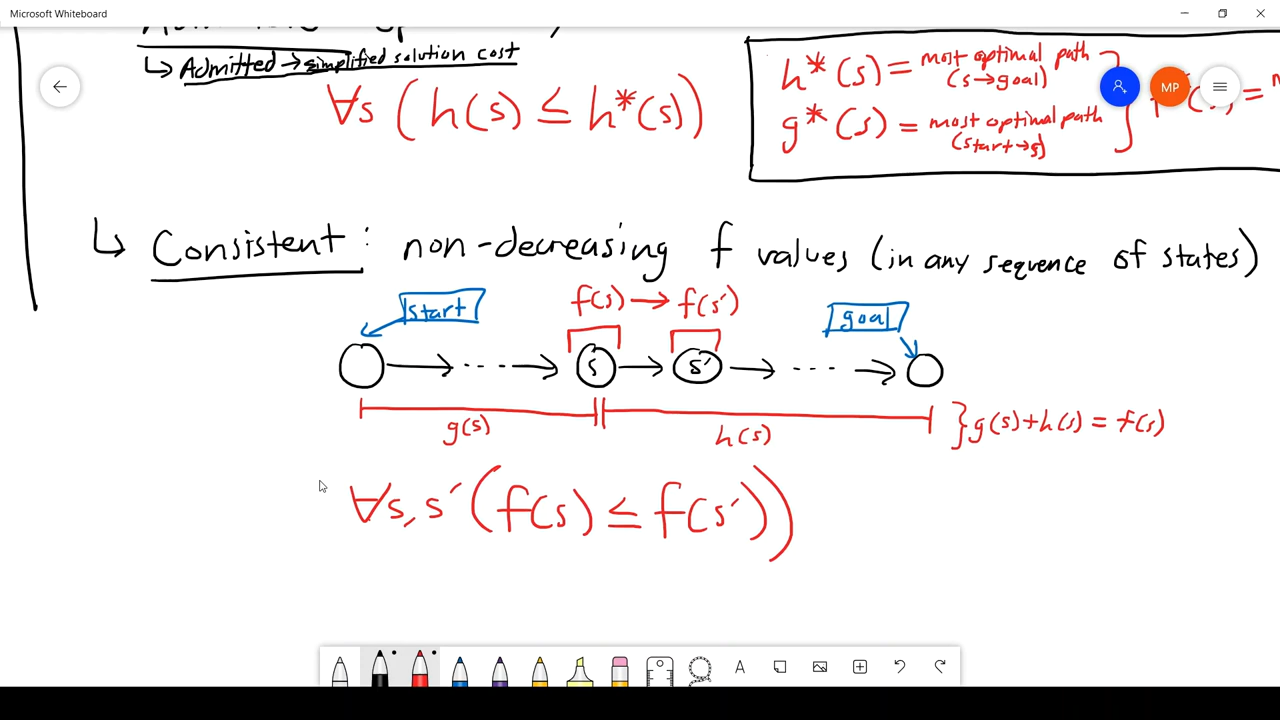 Microsoft Whiteboard
↳ Admitted → simplified solution cost
∀s (h(s) ≤ h*(s))
h*(s) = most optimal path (s→goal)
g*(s) = most optimal path (start→s)
MP
↳ Consistent: non-decreasing f values (in any sequence of states)
f(s) → f(s′)
start
goal
s
s′
g(s)
h(s)
}g(s)+h(s) = f(s)
∀s, s′ (f(s) ≤ f(s′))
A